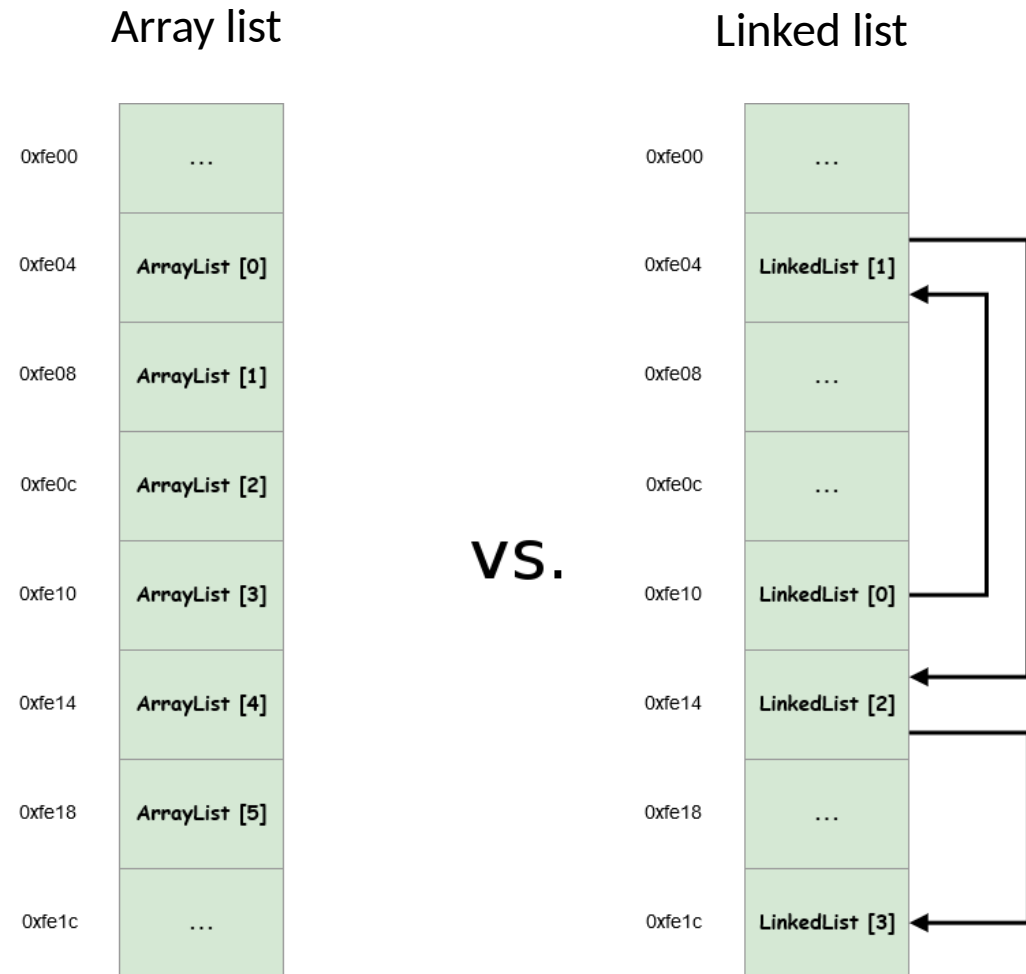 Array list
0xfe00 ...
0xfe04 ArrayList [0]
0xfe08 ArrayList [1]
0xfe0c ArrayList [2]
0xfe10 ArrayList [3]
0xfe14 ArrayList [4]
0xfe18 ArrayList [5]
0xfe1c ...
vs.
Linked list
0xfe00 ...
0xfe04 LinkedList [1]
0xfe08 ...
0xfe0c ...
0xfe10 LinkedList [0]
0xfe14 LinkedList [2]
0xfe18 ...
0xfe1c LinkedList [3]